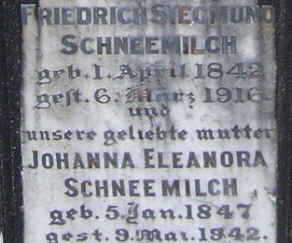 FRIEDRICH SIEGMUND
SCHNEEMILCH
geb. 1. April 1842
gest. 6. März 1916
und
unsere geliebte mutter
JOHANNA ELEANORA
SCHNEEMILCH
geb. 5. Jan. 1847
gest. 9. Mai. 1942.